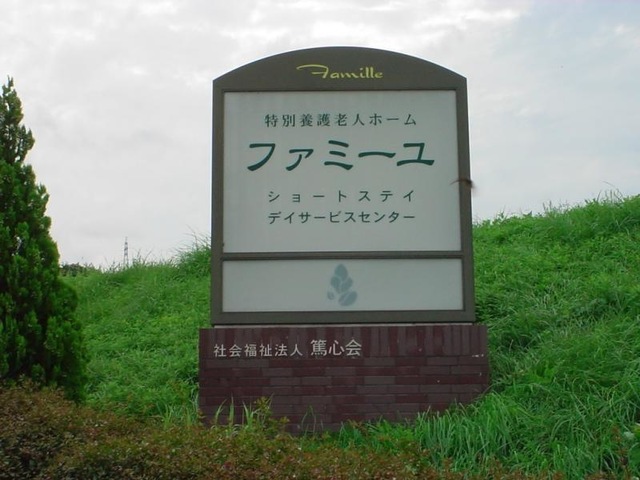 Famille
特別養護老人ホーム
ファミーユ
ショートステイ
デイサービスセンター
社会福祉法人 篤心会